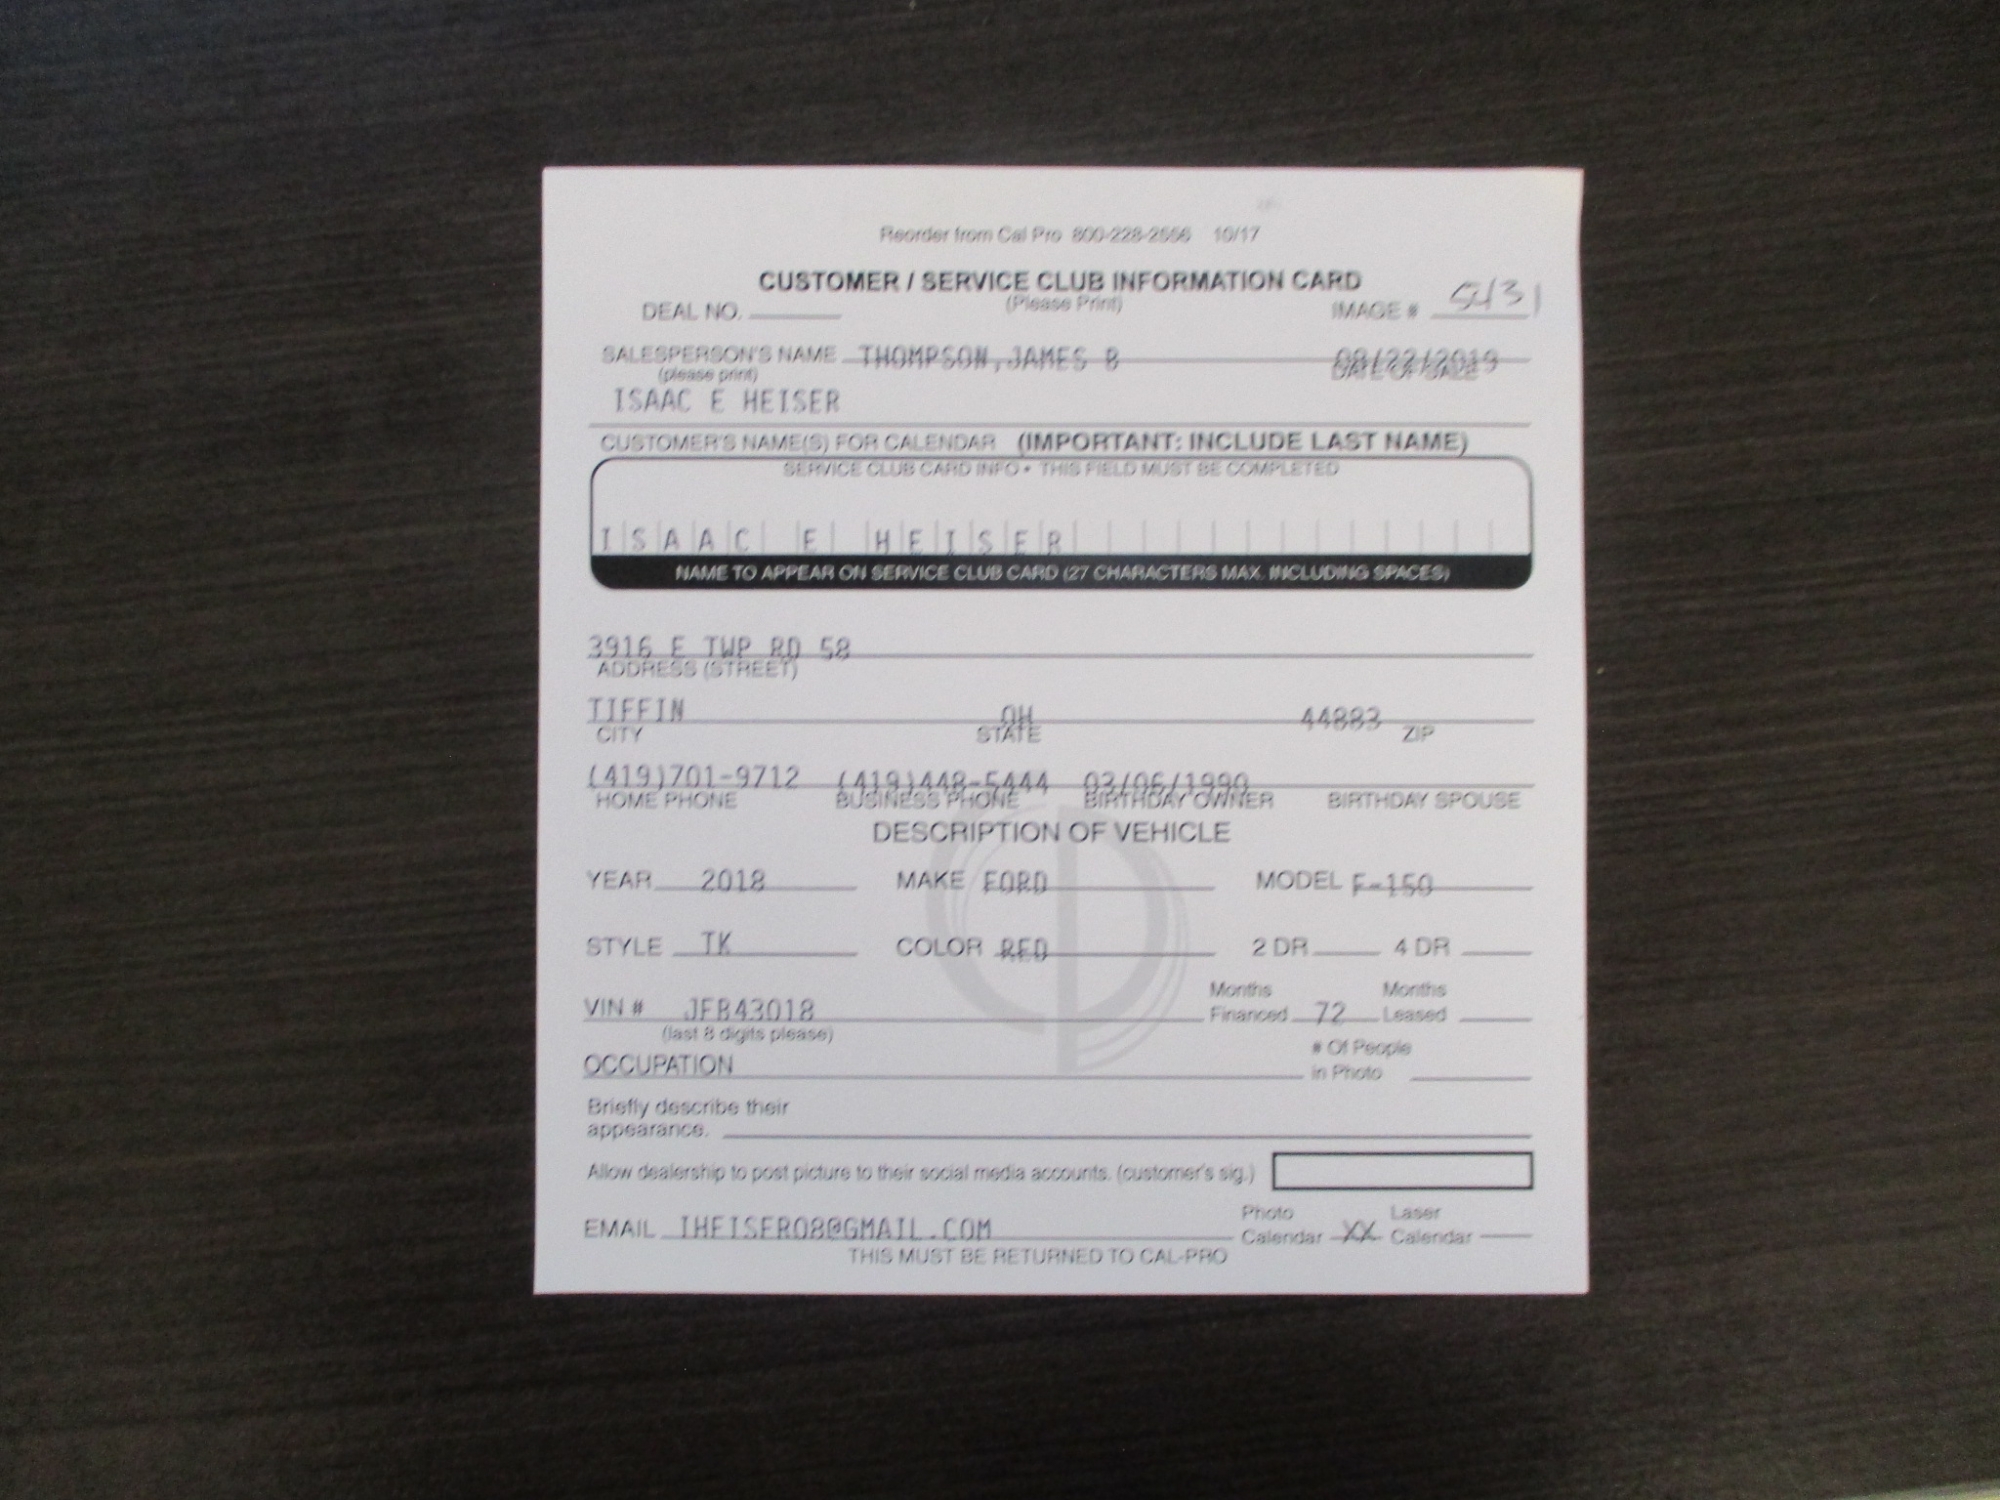 Reorder from Cal Pro 800-228-2556 10/17
CUSTOMER / SERVICE CLUB INFORMATION CARD
(Please Print)
DEAL NO. IMAGE # 5431
SALESPERSON'S NAME THOMPSON,JAMES B 08/22/2019
(please print) DATE OF SALE
ISAAC E HEISER
CUSTOMER'S NAME(S) FOR CALENDAR (IMPORTANT: INCLUDE LAST NAME)
SERVICE CLUB CARD INFO • THIS FIELD MUST BE COMPLETED
ISAAC E HEISER
NAME TO APPEAR ON SERVICE CLUB CARD (27 CHARACTERS MAX. INCLUDING SPACES)
3916 E TWP RD 58
ADDRESS (STREET)
TIFFIN OH 44883
CITY STATE ZIP
(419)701-9712 (419)448-5444 03/06/1990
HOME PHONE BUSINESS PHONE BIRTHDAY OWNER BIRTHDAY SPOUSE
DESCRIPTION OF VEHICLE
YEAR 2018 MAKE FORD MODEL F-150
STYLE TK COLOR RED 2 DR 4 DR
Months Months
VIN # JFB43018 Financed 72 Leased
(last 8 digits please)
# Of People
OCCUPATION in Photo
Briefly describe their
appearance.
Allow dealership to post picture to their social media accounts. (customer's sig.)
Photo Laser
EMAIL IHEISER08@GMAIL.COM Calendar XX Calendar
THIS MUST BE RETURNED TO CAL-PRO